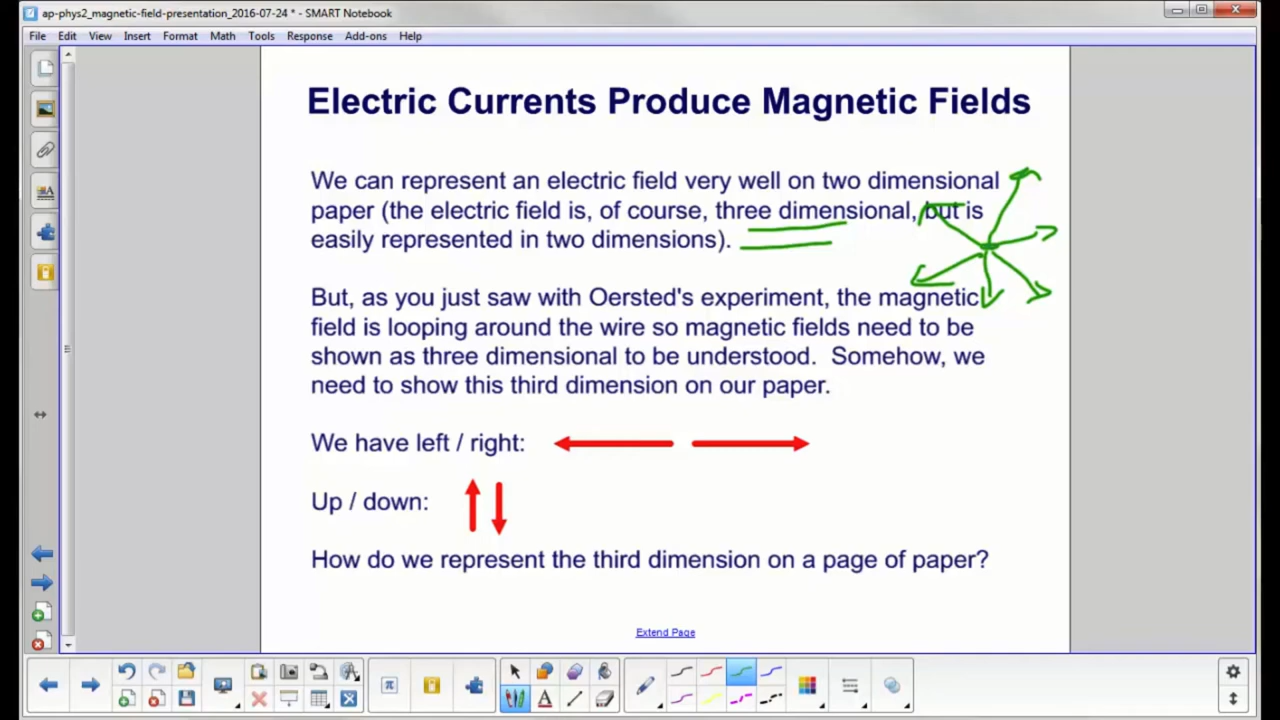 ap-phys2_magnetic-field-presentation_2016-07-24 * - SMART Notebook
File Edit View Insert Format Math Tools Response Add-ons Help
Electric Currents Produce Magnetic Fields
We can represent an electric field very well on two dimensional
paper (the electric field is, of course, three dimensional, but is
easily represented in two dimensions).
But, as you just saw with Oersted's experiment, the magnetic
field is looping around the wire so magnetic fields need to be
shown as three dimensional to be understood.  Somehow, we
need to show this third dimension on our paper.
We have left / right:
Up / down:
How do we represent the third dimension on a page of paper?
Extend Page